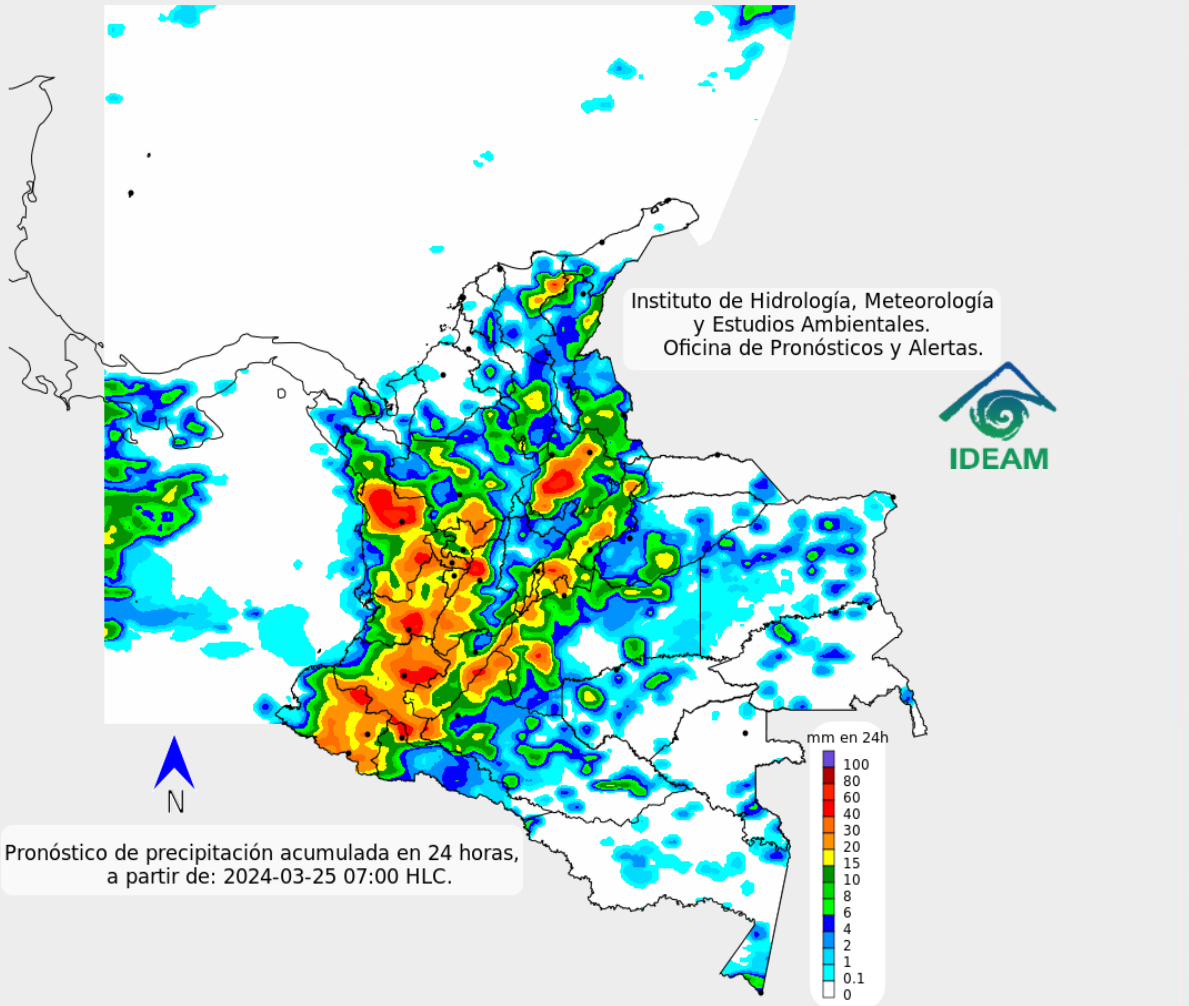 Instituto de Hidrología, Meteorología
y Estudios Ambientales.
Oficina de Pronósticos y Alertas.
IDEAM
mm en 24h
100
80
60
40
30
20
15
10
8
6
4
2
1
0.1
0
N
Pronóstico de precipitación acumulada en 24 horas,
a partir de: 2024-03-25 07:00 HLC.